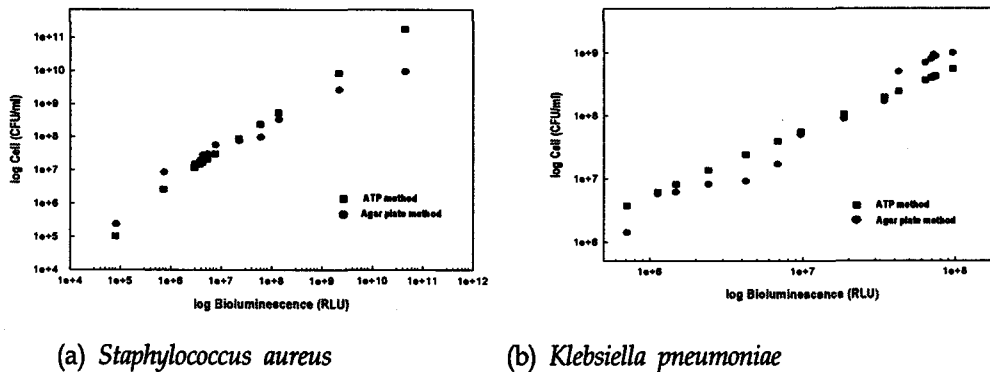 1e+11
1e+10
1e+9
1e+8
1e+7
1e+6
1e+5
1e+4
log Cell (CFU/ml)
ATP method
Agar plate method
1e+4 1e+5 1e+6 1e+7 1e+8 1e+9 1e+10 1e+11 1e+12
log Bioluminescence (RLU)
(a) Staphylococcus aureus
1e+9
1e+8
1e+7
1e+6
log Cell (CFU/ml)
ATP method
Agar plate method
1e+6 1e+7 1e+8
log Bioluminescence (RLU)
(b) Klebsiella pneumoniae